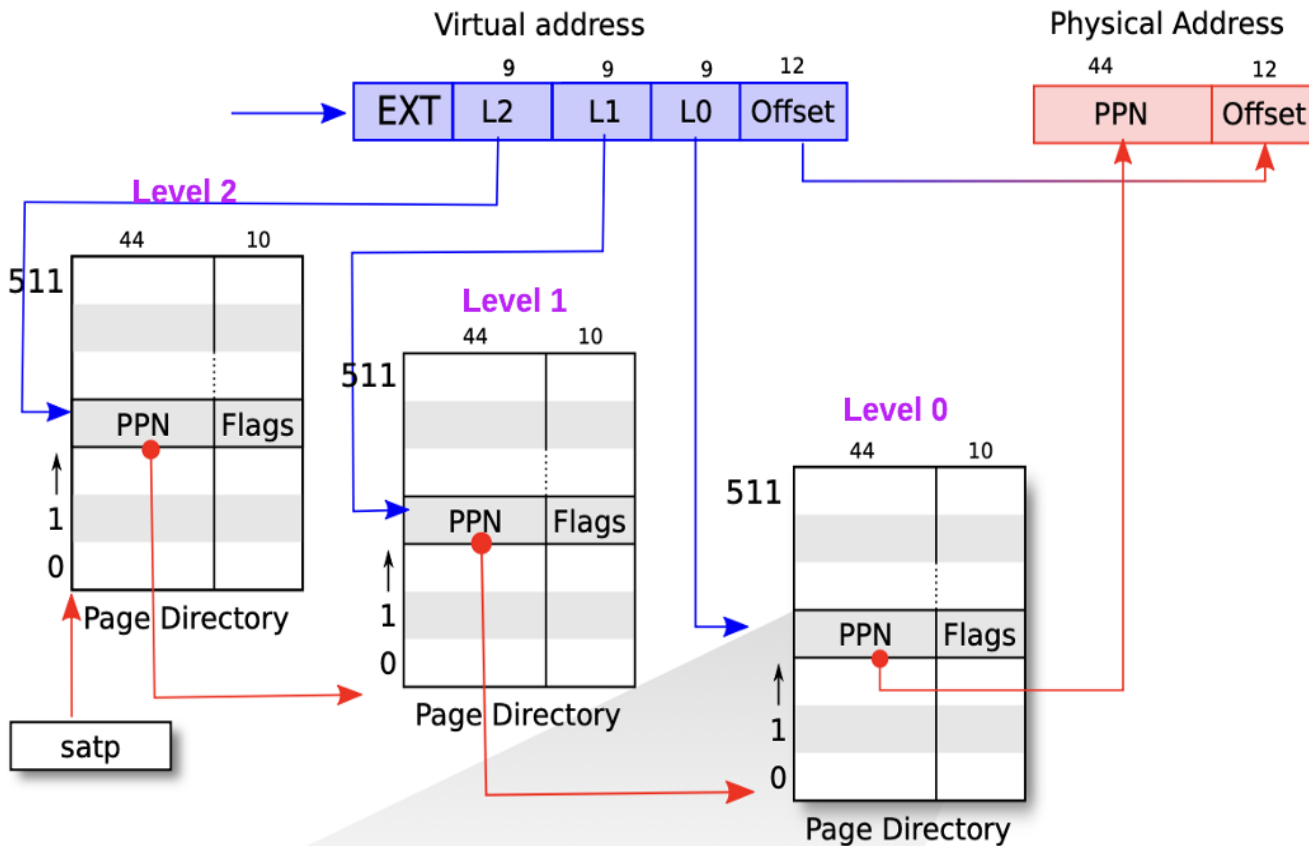 Virtual address
Physical Address
9 9 9 12
44 12
EXT L2 L1 L0 Offset
PPN Offset
Level 2
44 10
511
PPN Flags
1
0
Page Directory
satp
Level 1
44 10
511
PPN Flags
1
0
Page Directory
Level 0
44 10
511
PPN Flags
1
0
Page Directory